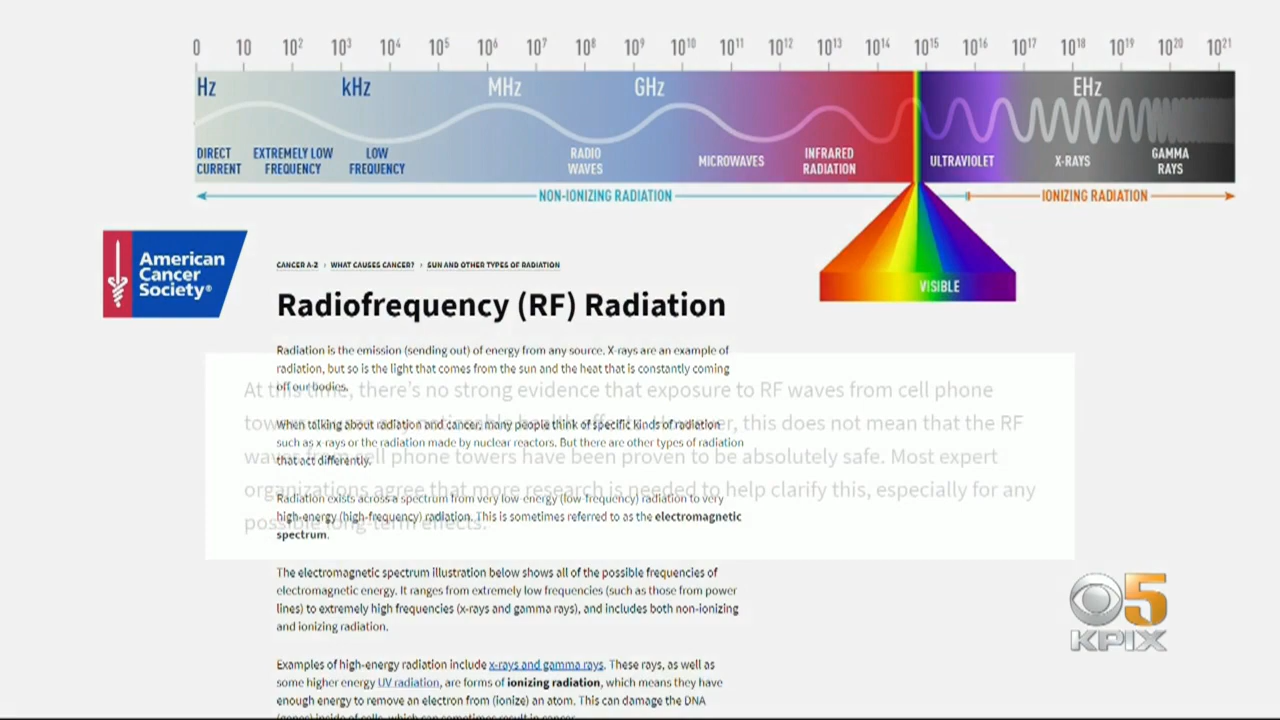 0 10 10² 10³ 10⁴ 10⁵ 10⁶ 10⁷ 10⁸ 10⁹ 10¹⁰ 10¹¹ 10¹² 10¹³ 10¹⁴ 10¹⁵ 10¹⁶ 10¹⁷ 10¹⁸ 10¹⁹ 10²⁰ 10²¹
Hz kHz MHz GHz EHz
DIRECT CURRENT
EXTREMELY LOW FREQUENCY
LOW FREQUENCY
RADIO WAVES
MICROWAVES
INFRARED RADIATION
ULTRAVIOLET
X-RAYS
GAMMA RAYS
NON-IONIZING RADIATION
IONIZING RADIATION
VISIBLE
American
Cancer
Society®
CANCER A-Z › WHAT CAUSES CANCER? › SUN AND OTHER TYPES OF RADIATION
Radiofrequency (RF) Radiation
Radiation is the emission (sending out) of energy from any source. X-rays are an example of
radiation, but so is the light that comes from the sun and the heat that is constantly coming
off our bodies.
When talking about radiation and cancer, many people think of specific kinds of radiation
such as x-rays or the radiation made by nuclear reactors. But there are other types of radiation
that act differently.
Radiation exists across a spectrum from very low-energy (low-frequency) radiation to very
high-energy (high-frequency) radiation. This is sometimes referred to as the electromagnetic
spectrum.
The electromagnetic spectrum illustration below shows all of the possible frequencies of
electromagnetic energy. It ranges from extremely low frequencies (such as those from power
lines) to extremely high frequencies (x-rays and gamma rays), and includes both non-ionizing
and ionizing radiation.
Examples of high-energy radiation include x-rays and gamma rays. These rays, as well as
some higher energy UV radiation, are forms of ionizing radiation, which means they have
enough energy to remove an electron from (ionize) an atom. This can damage the DNA
(genes) inside of cells, which can sometimes result in cancer.
At this time, there's no strong evidence that exposure to RF waves from cell phone
towers health effects. However, this does not mean that the RF
waves from cell phone towers have been proven to be absolutely safe. Most expert
organizations agree that more research is needed to help clarify this, especially for any
possible long-term effects.
5
KPIX